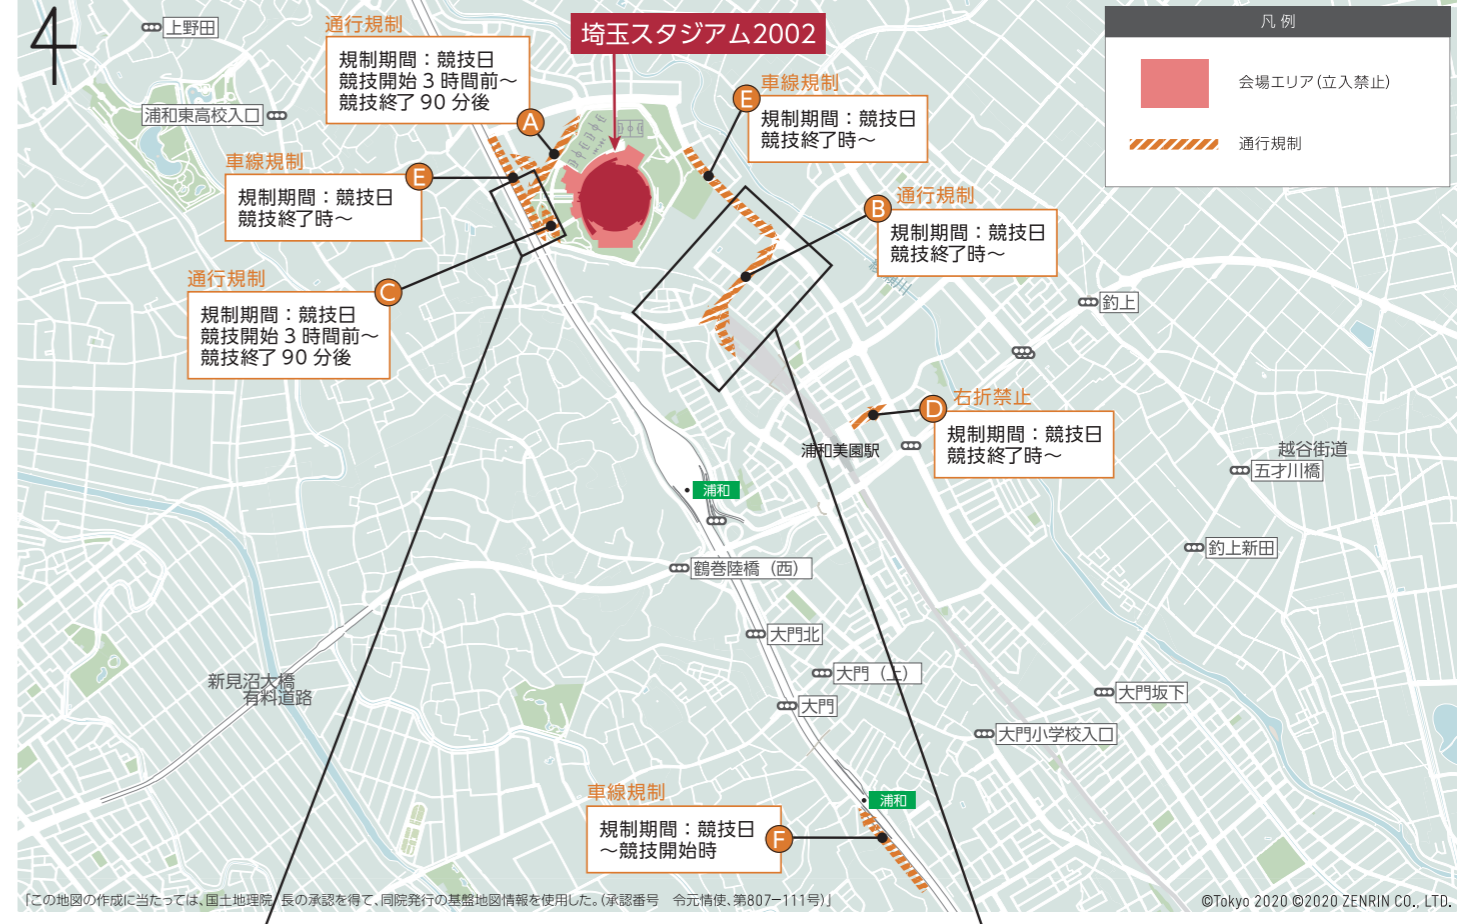 4
上野田
通行規制
規制期間：競技日
競技開始3時間前～
競技終了90分後
A
埼玉スタジアム2002
凡例
会場エリア(立入禁止)
通行規制
浦和東高校入口
車線規制
E
規制期間：競技日
競技終了時～
車線規制
E
規制期間：競技日
競技終了時～
通行規制
B
規制期間：競技日
競技終了時～
通行規制
C
規制期間：競技日
競技開始3時間前～
競技終了90分後
釣上
右折禁止
D
規制期間：競技日
競技終了時～
浦和美園駅
越谷街道
五才川橋
浦和
釣上新田
鶴巻陸橋（西）
大門北
大門（上）
新見沼大橋
有料道路
大門
大門坂下
大門小学校入口
車線規制
F
規制期間：競技日
～競技開始時
浦和
「この地図の作成に当たっては、国土地理院 長の承認を得て、同院発行の基盤地図情報を使用した。(承認番号　令元情使、第807-111号)」
©Tokyo 2020 ©2020 ZENRIN CO., LTD.